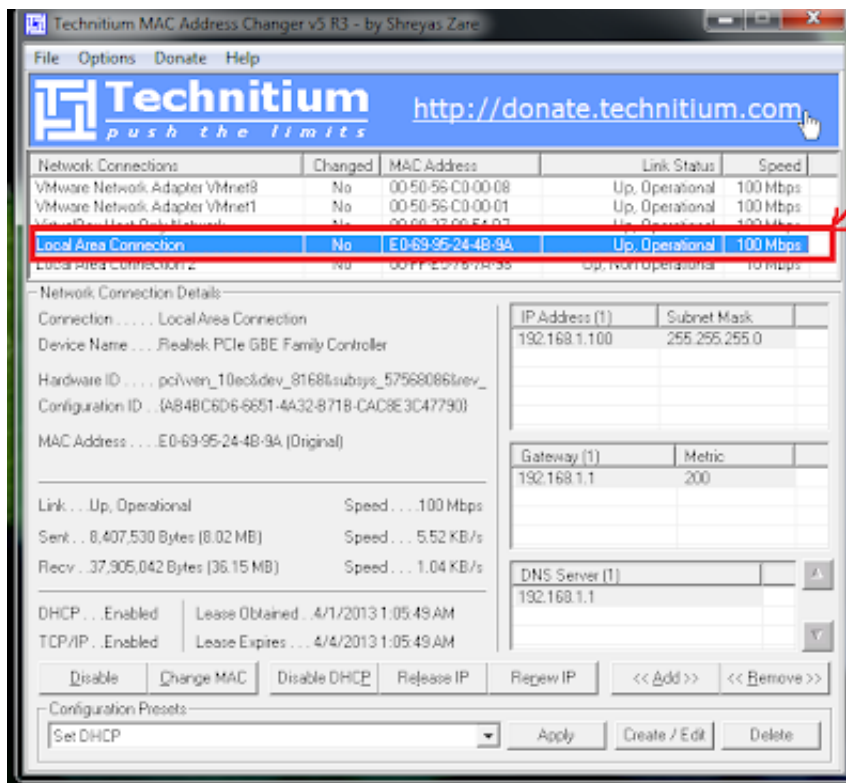 Technitium MAC Address Changer v5 R3 - by Shreyas Zare
File Options Donate Help
Technitium
push the limits
http://donate.technitium.com
Network Connections Changed MAC Address Link Status Speed
VMware Network Adapter VMnet8 No 00-50-56-C0-00-08 Up, Operational 100 Mbps
VMware Network Adapter VMnet1 No 00-50-56-C0-00-01 Up, Operational 100 Mbps
VirtualBox Host-Only Network No Up, Operational 100 Mbps
Local Area Connection No E0-69-95-24-4B-9A Up, Operational 100 Mbps
Local Area Connection 2 No Up, Non Operational 10 Mbps
Network Connection Details
Connection . . . . . Local Area Connection
Device Name . . . .Realtek PCIe GBE Family Controller
Hardware ID . . . . pci\ven_10ec&dev_8168&subsys_57568086&rev_
Configuration ID . .{AB4BC6D6-6651-4A32-871B-CAC8E3C47790}
MAC Address . . . .E0-69-95-24-4B-9A (Original)
IP Address (1) Subnet Mask
192.168.1.100 255.255.255.0
Gateway (1) Metric
192.168.1.1 200
Link. . . .Up, Operational Speed . . . .100 Mbps
Sent . . 8,407,530 Bytes (8.02 MB) Speed . . . 5.52 KB/s
Recv . .37,905,042 Bytes (36.15 MB) Speed . . . 1.04 KB/s
DNS Server (1)
192.168.1.1
DHCP . . .Enabled Lease Obtained . .4/1/2013 1:05:49 AM
TCP/IP . .Enabled Lease Expires . . . 4/4/2013 1:05:49 AM
Disable Change MAC Disable DHCP Release IP Renew IP << Add >> << Remove >>
Configuration Presets
Set DHCP Apply Create / Edit Delete